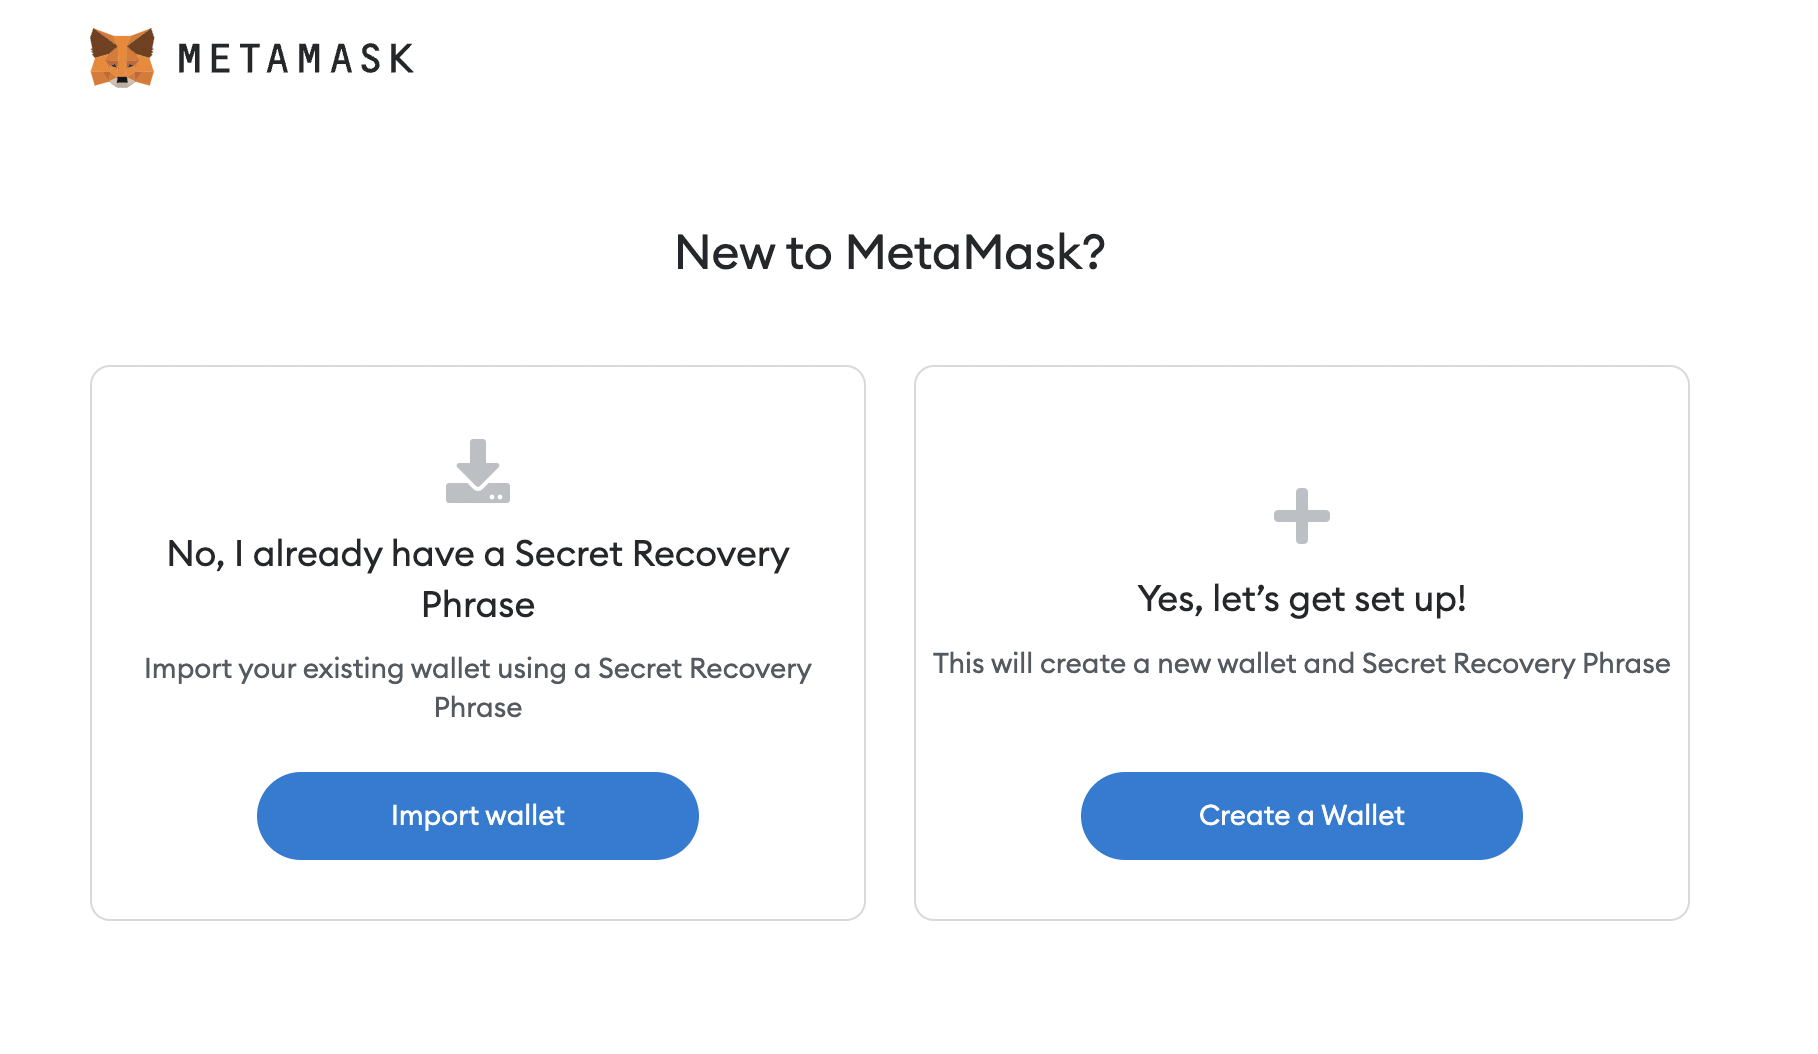 METAMASK
New to MetaMask?
No, I already have a Secret Recovery
Phrase
Import your existing wallet using a Secret Recovery
Phrase
Import wallet
Yes, let’s get set up!
This will create a new wallet and Secret Recovery Phrase
Create a Wallet